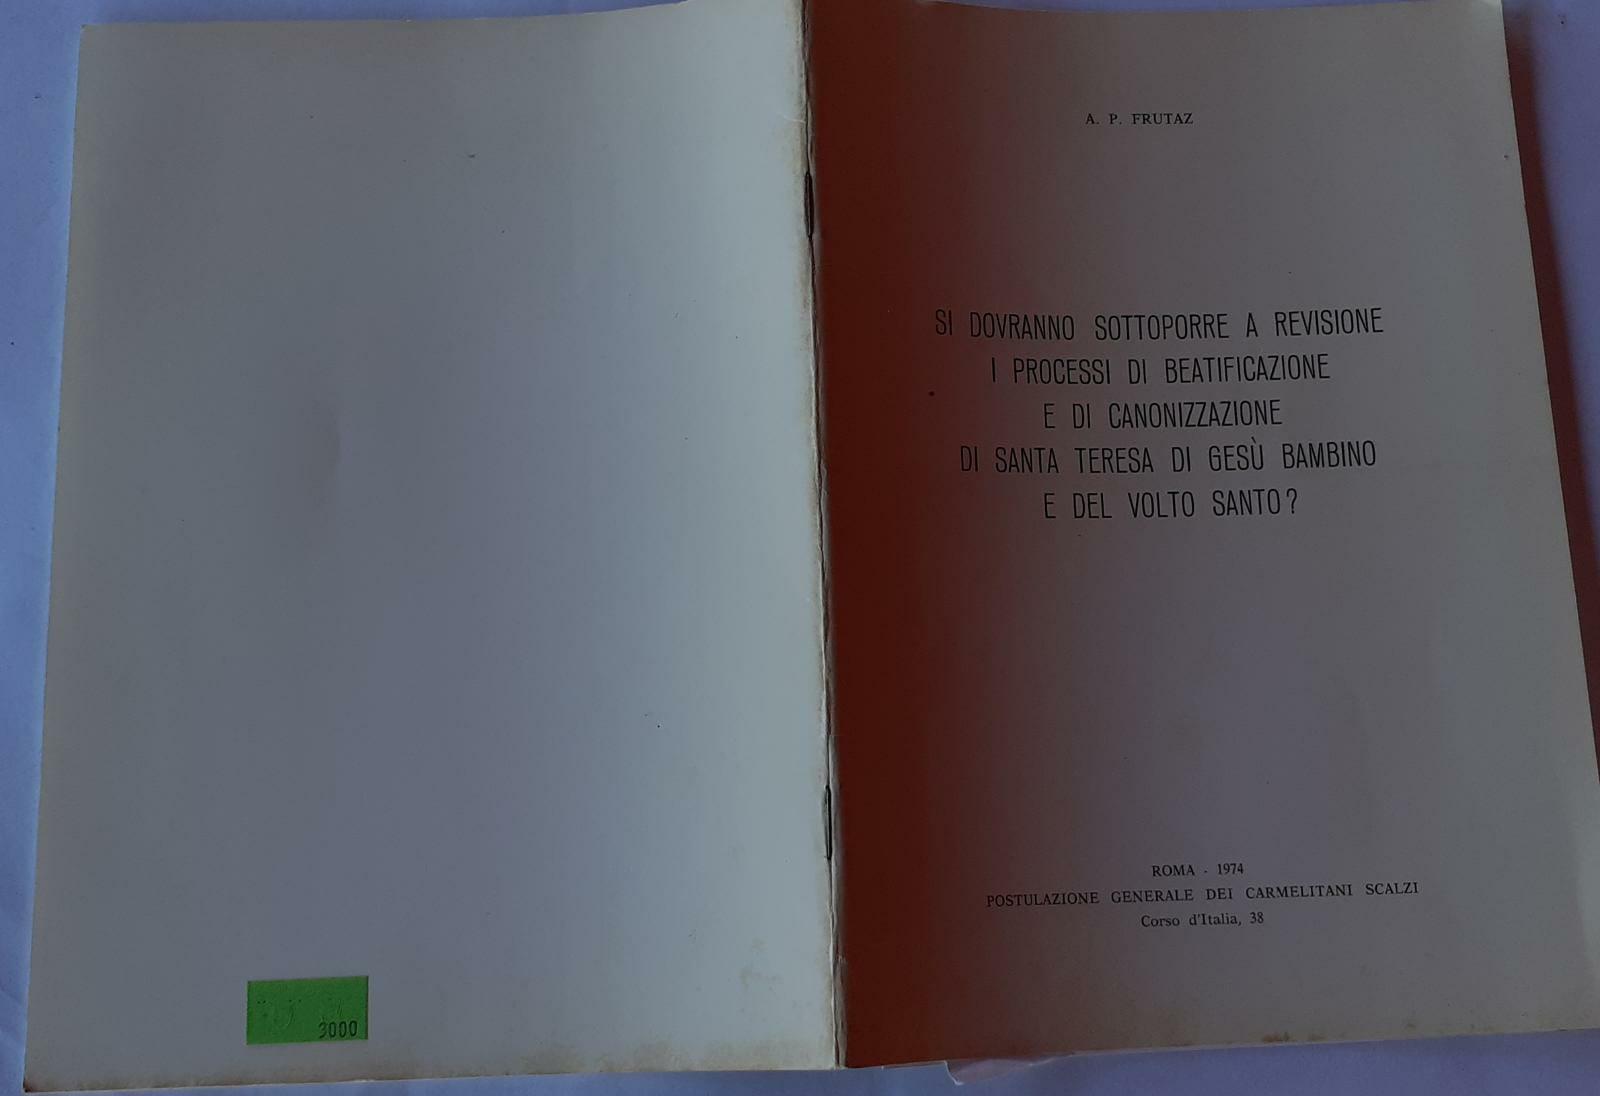 A. P. FRUTAZ
SI DOVRANNO SOTTOPORRE A REVISIONE
I PROCESSI DI BEATIFICAZIONE
E DI CANONIZZAZIONE
DI SANTA TERESA DI GESÙ BAMBINO
E DEL VOLTO SANTO?
ROMA - 1974
POSTULAZIONE GENERALE DEI CARMELITANI SCALZI
Corso d'Italia, 38
3000